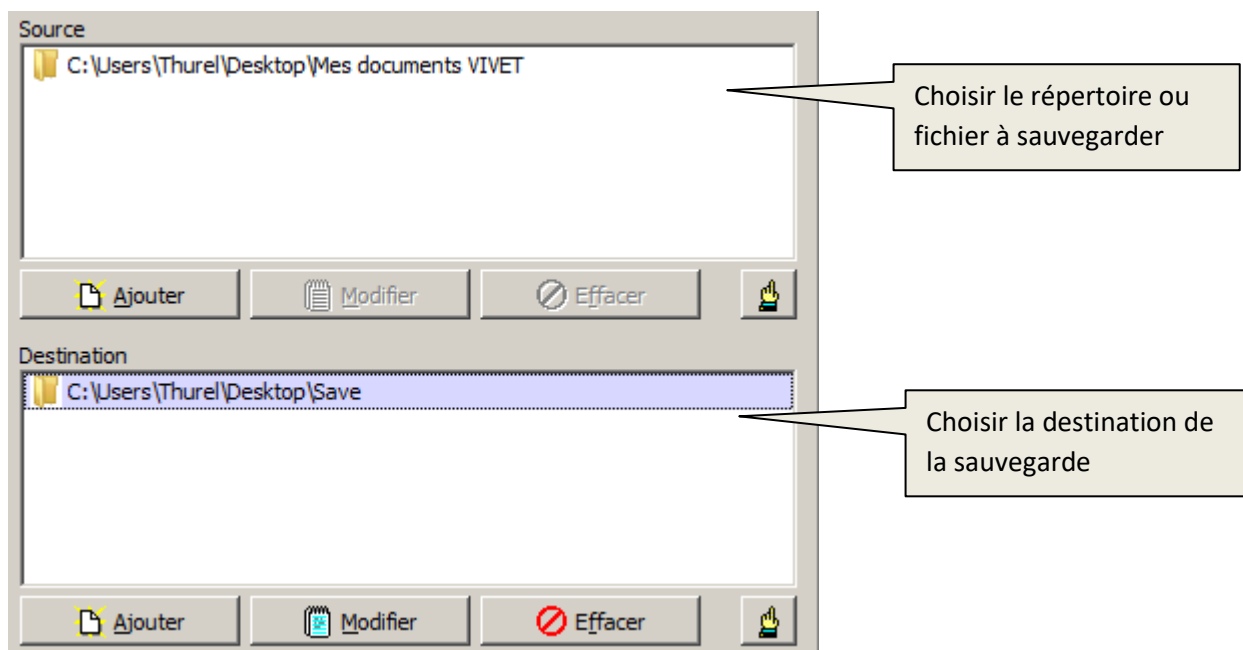 Source
C:\Users\Thurel\Desktop\Mes documents VIVET
Choisir le répertoire ou
fichier à sauvegarder
Ajouter Modifier Effacer
Destination
C:\Users\Thurel\Desktop\Save
Choisir la destination de
la sauvegarde
Ajouter Modifier Effacer